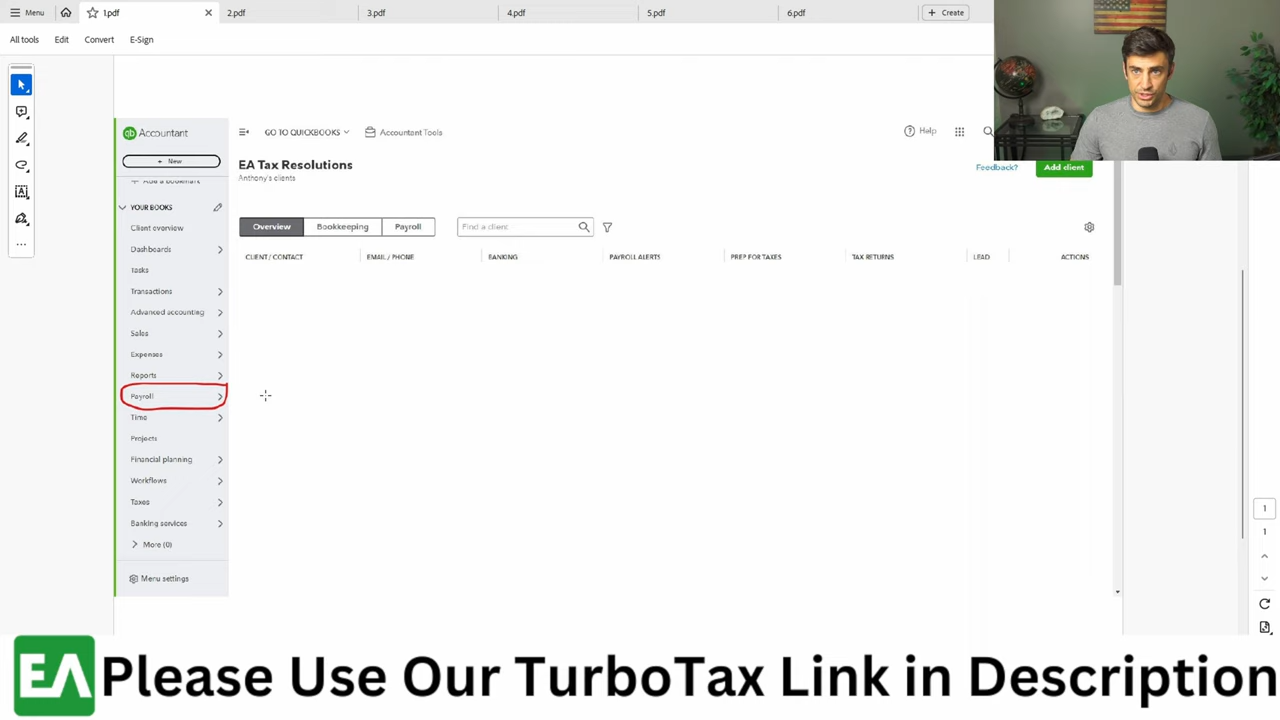 Menu
1.pdf
2.pdf
3.pdf
4.pdf
5.pdf
6.pdf
Create
All tools
Edit
Convert
E-Sign
qb Accountant
+ New
GO TO QUICKBOOKS
Accountant Tools
Help
EA Tax Resolutions
Anthony's clients
Feedback?
Add client
Add a bookmark
YOUR BOOKS
Client overview
Dashboards
Tasks
Transactions
Advanced accounting
Sales
Expenses
Reports
Payroll
Time
Projects
Financial planning
Workflows
Taxes
Banking services
More (0)
Menu settings
Overview
Bookkeeping
Payroll
Find a client
CLIENT / CONTACT
EMAIL / PHONE
BANKING
PAYROLL ALERTS
PREP FOR TAXES
TAX RETURNS
LEAD
ACTIONS
1
1
EA Please Use Our TurboTax Link in Description